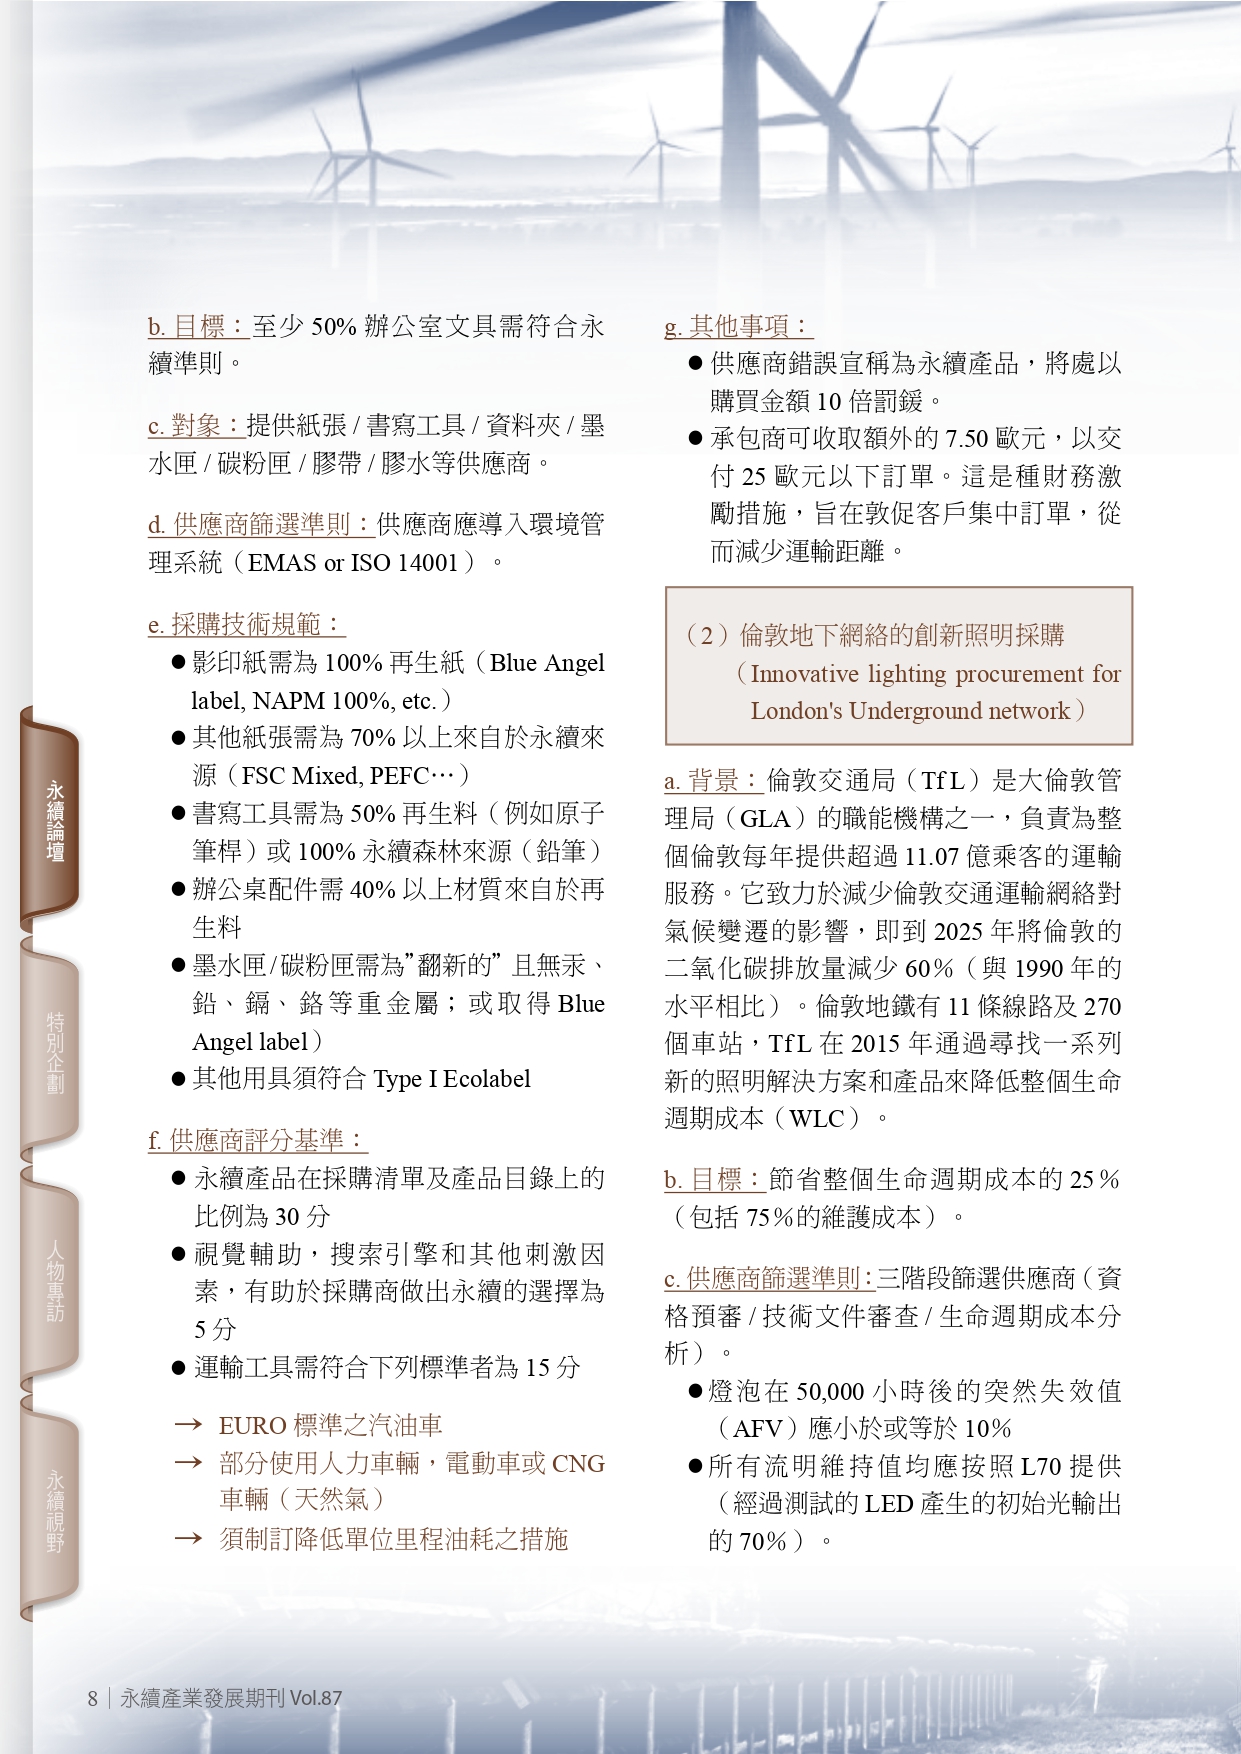 b. 目標：至少 50% 辦公室文具需符合永
續準則。
c. 對象：提供紙張 / 書寫工具 / 資料夾 / 墨
水匣 / 碳粉匣 / 膠帶 / 膠水等供應商。
d. 供應商篩選準則：供應商應導入環境管
理系統（EMAS or ISO 14001）。
e. 採購技術規範：
● 影印紙需為 100% 再生紙（Blue Angel
label, NAPM 100%, etc.）
● 其他紙張需為 70% 以上來自於永續來
源（FSC Mixed, PEFC…）
● 書寫工具需為 50% 再生料（例如原子
筆桿）或 100% 永續森林來源（鉛筆）
● 辦公桌配件需 40% 以上材質來自於再
生料
● 墨水匣/碳粉匣需為”翻新的” 且無汞、
鉛、鎘、鉻等重金屬；或取得 Blue
Angel label）
● 其他用具須符合 Type I Ecolabel
f. 供應商評分基準：
● 永續產品在採購清單及產品目錄上的
比例為 30 分
● 視覺輔助，搜索引擎和其他刺激因
素，有助於採購商做出永續的選擇為
5 分
● 運輸工具需符合下列標準者為 15 分
→ EURO 標準之汽油車
→ 部分使用人力車輛，電動車或 CNG
車輛（天然氣）
→ 須制訂降低單位里程油耗之措施
g. 其他事項：
● 供應商錯誤宣稱為永續產品，將處以
購買金額 10 倍罰鍰。
● 承包商可收取額外的 7.50 歐元，以交
付 25 歐元以下訂單。這是種財務激
勵措施，旨在敦促客戶集中訂單，從
而減少運輸距離。
（2）倫敦地下網絡的創新照明採購
（Innovative lighting procurement for
London's Underground network）
a. 背景：倫敦交通局（TfL）是大倫敦管
理局（GLA）的職能機構之一，負責為整
個倫敦每年提供超過 11.07 億乘客的運輸
服務。它致力於減少倫敦交通運輸網絡對
氣候變遷的影響，即到 2025 年將倫敦的
二氧化碳排放量減少 60%（與 1990 年的
水平相比）。倫敦地鐵有 11 條線路及 270
個車站，TfL 在 2015 年通過尋找一系列
新的照明解決方案和產品來降低整個生命
週期成本（WLC）。
b. 目標：節省整個生命週期成本的 25%
（包括 75%的維護成本）。
c. 供應商篩選準則：三階段篩選供應商（資
格預審 / 技術文件審查 / 生命週期成本分
析）。
● 燈泡在 50,000 小時後的突然失效值
（AFV）應小於或等於 10%
● 所有流明維持值均應按照 L70 提供
（經過測試的 LED 產生的初始光輸出
的 70%）。
永續論壇
特別企劃
人物專訪
永續視野
8｜永續產業發展期刊 Vol.87